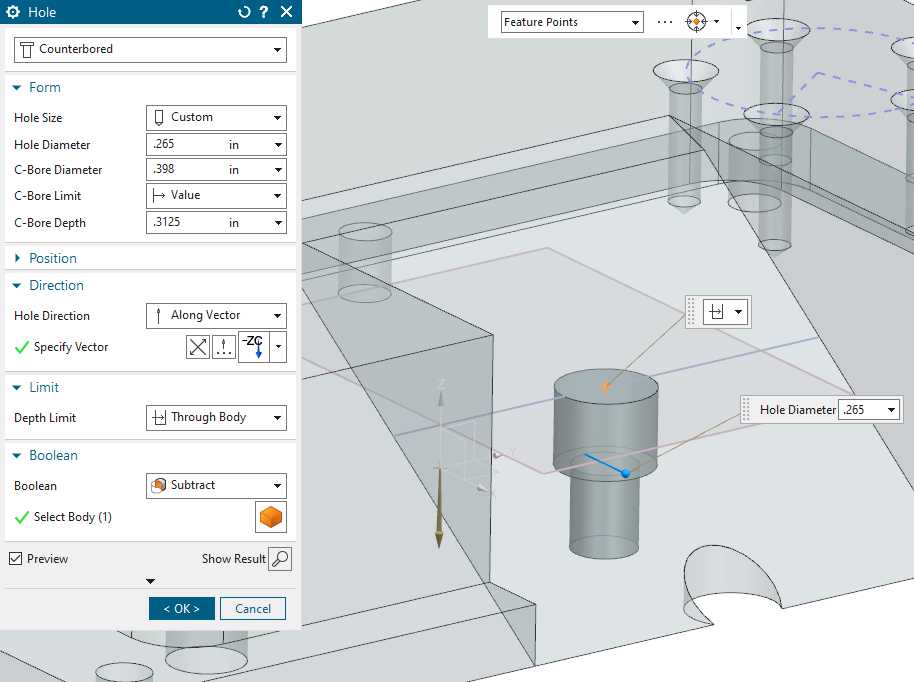 Hole
Counterbored
Form
Hole Size Custom
Hole Diameter .265 in
C-Bore Diameter .398 in
C-Bore Limit Value
C-Bore Depth .3125 in
Position
Direction
Hole Direction Along Vector
Specify Vector -ZC
Limit
Depth Limit Through Body
Boolean
Boolean Subtract
Select Body (1)
Preview Show Result
< OK > Cancel
Feature Points
Hole Diameter .265
Z
Y
X